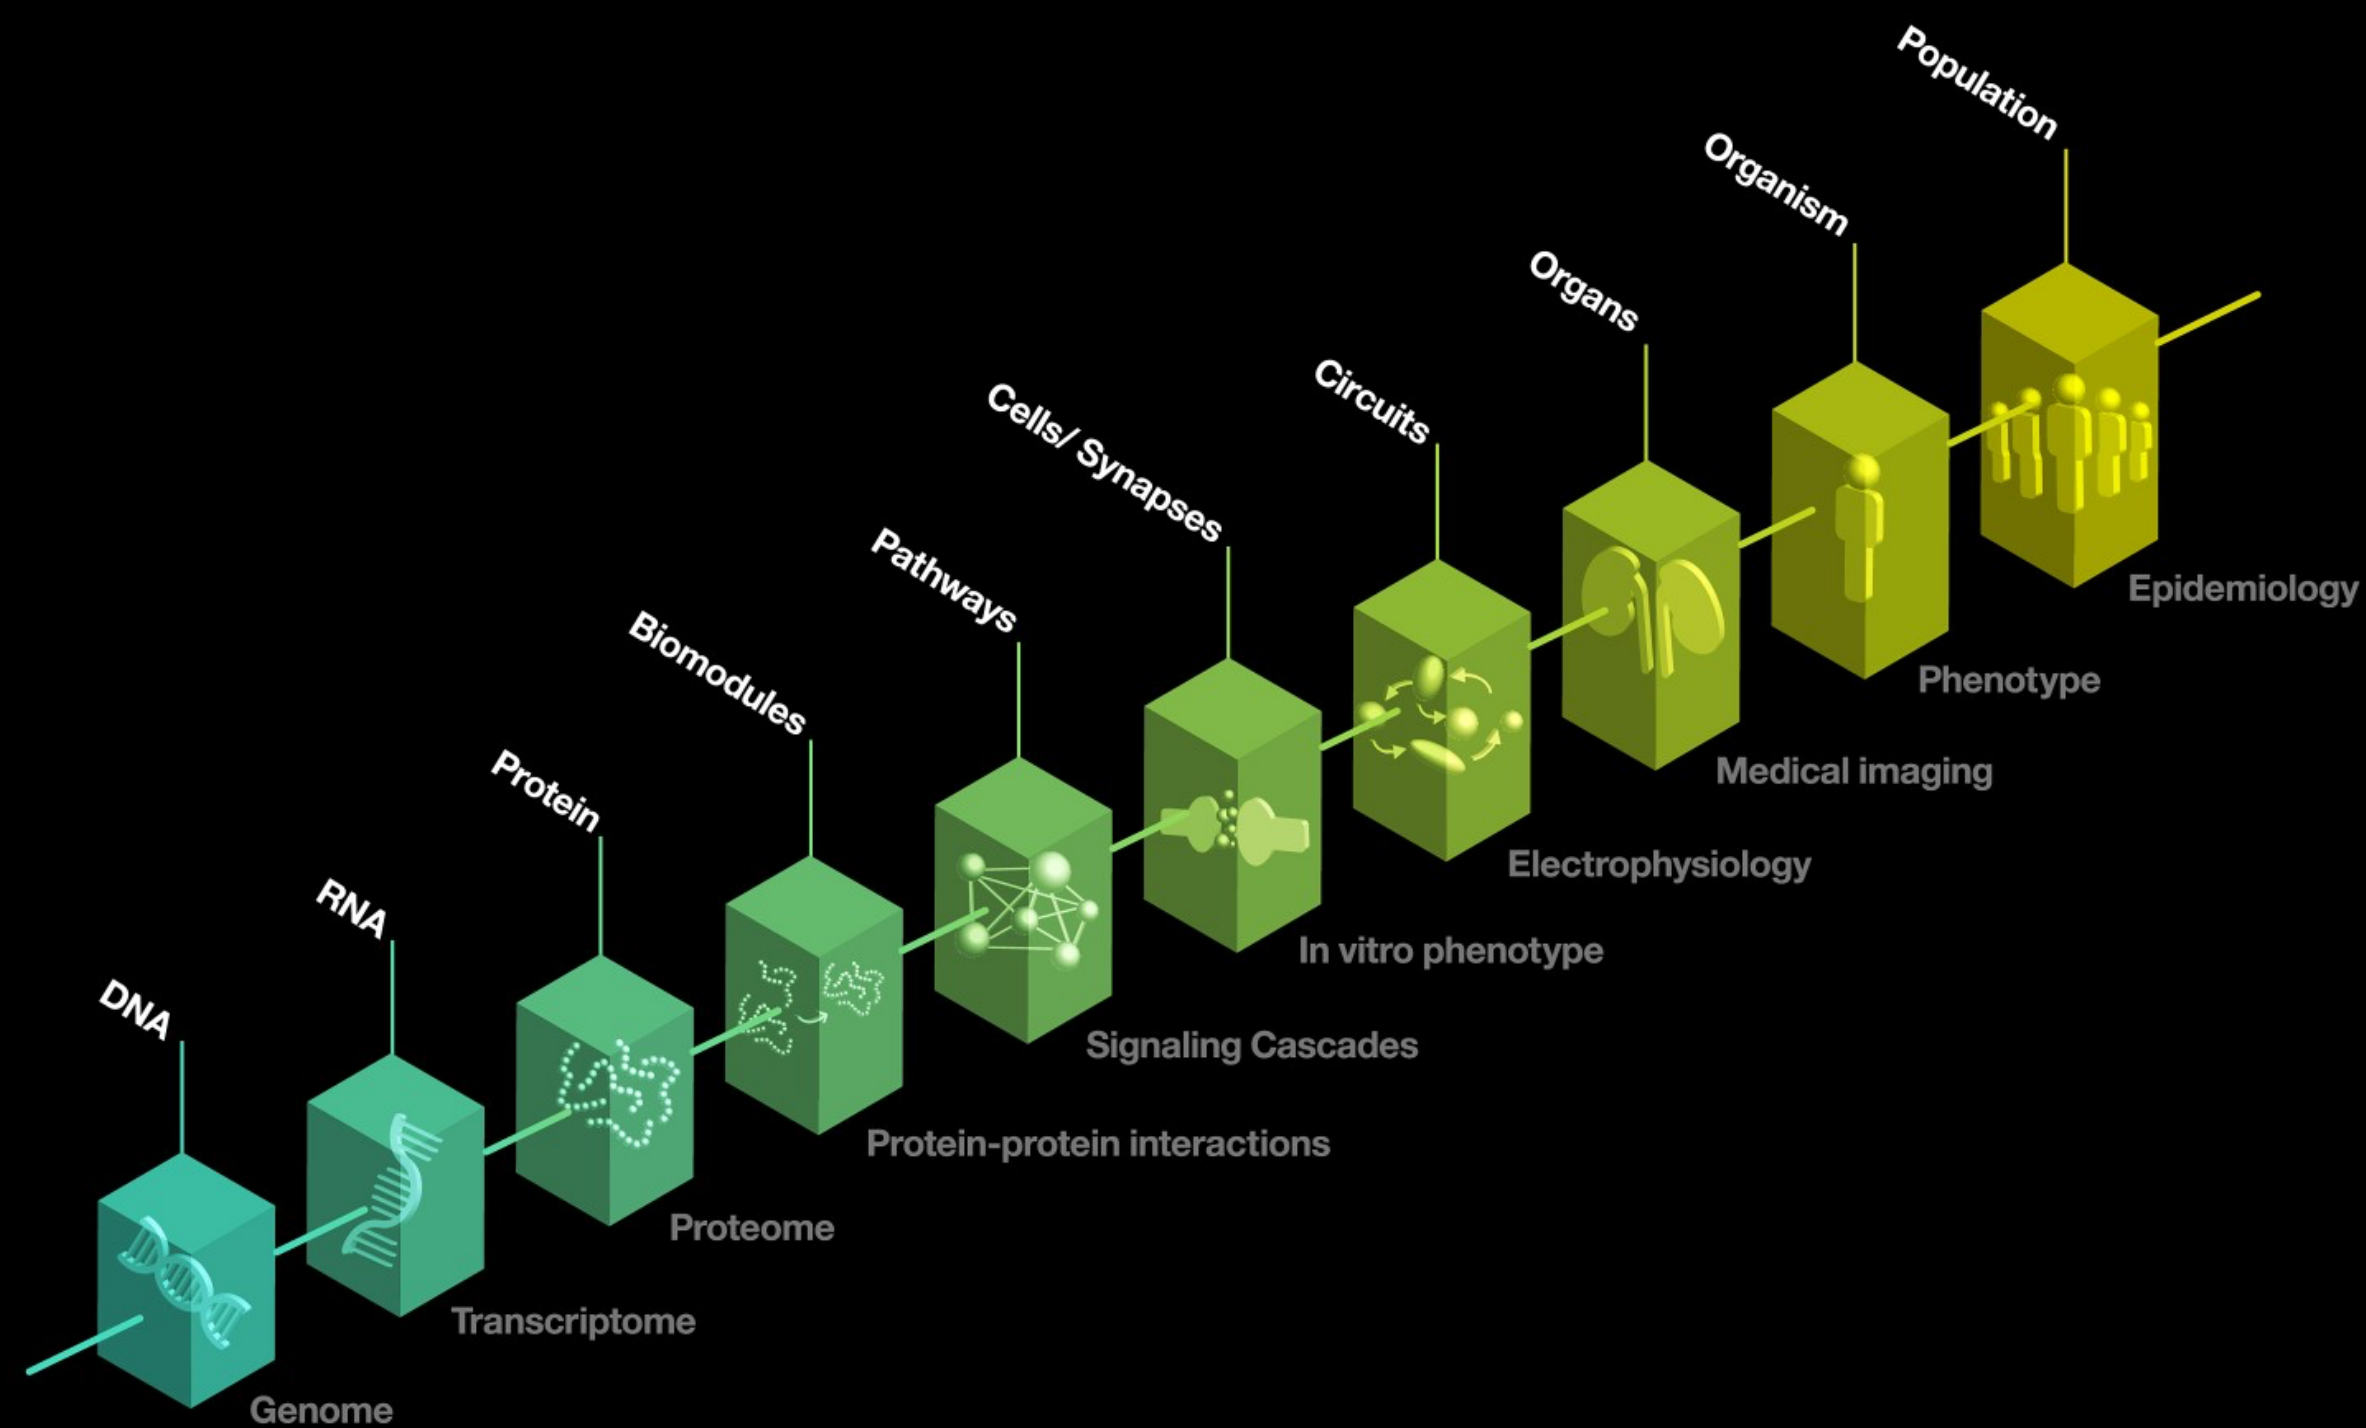 Population
Organism
Organs
Circuits
Cells/ Synapses
Pathways
Biomodules
Protein
RNA
DNA
Epidemiology
Phenotype
Medical imaging
Electrophysiology
In vitro phenotype
Signaling Cascades
Protein-protein interactions
Proteome
Transcriptome
Genome